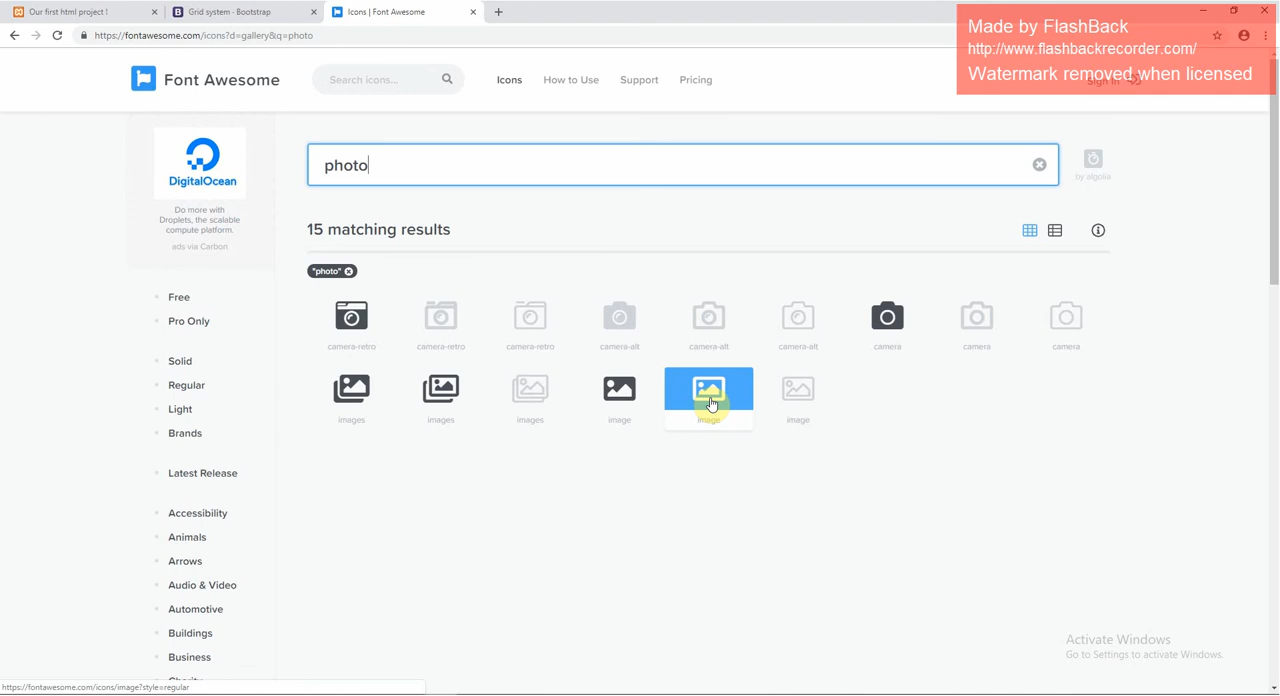 Our first html project !
Grid system · Bootstrap
Icons | Font Awesome
https://fontawesome.com/icons?d=gallery&q=photo
Made by FlashBack
http://www.flashbackrecorder.com/
Watermark removed when licensed
Font Awesome
Search icons...
Icons
How to Use
Support
Pricing
Sign In
DigitalOcean
Do more with
Droplets, the scalable
compute platform.
ads via Carbon
photo
by algolia
15 matching results
"photo"
camera-retro
camera-retro
camera-retro
camera-alt
camera-alt
camera-alt
camera
camera
camera
images
images
images
image
image
image
Free
Pro Only
Solid
Regular
Light
Brands
Latest Release
Accessibility
Animals
Arrows
Audio & Video
Automotive
Buildings
Business
Activate Windows
Go to Settings to activate Windows.
https://fontawesome.com/icons/image?style=regular